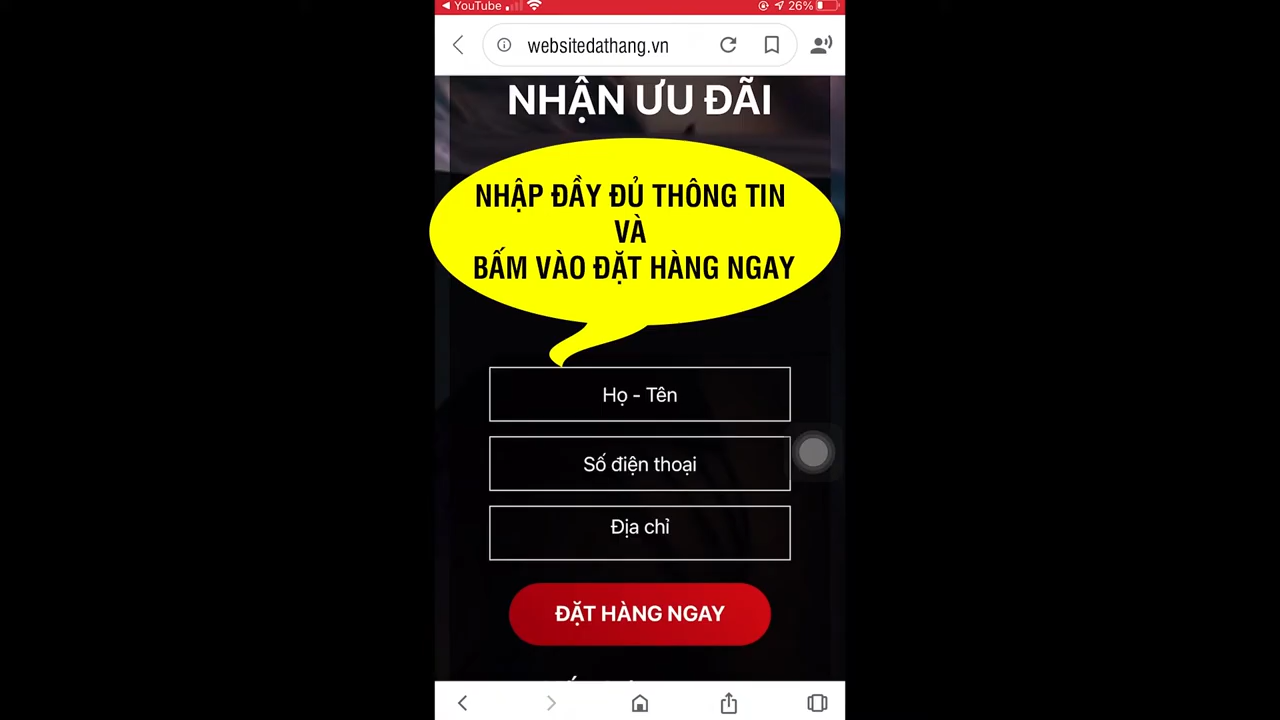 YouTube
26%
websitedathang.vn
NHẬN ƯU ĐÃI
NHẬP ĐẦY ĐỦ THÔNG TIN
VÀ
BẤM VÀO ĐẶT HÀNG NGAY
Họ - Tên
Số điện thoại
Địa chỉ
ĐẶT HÀNG NGAY